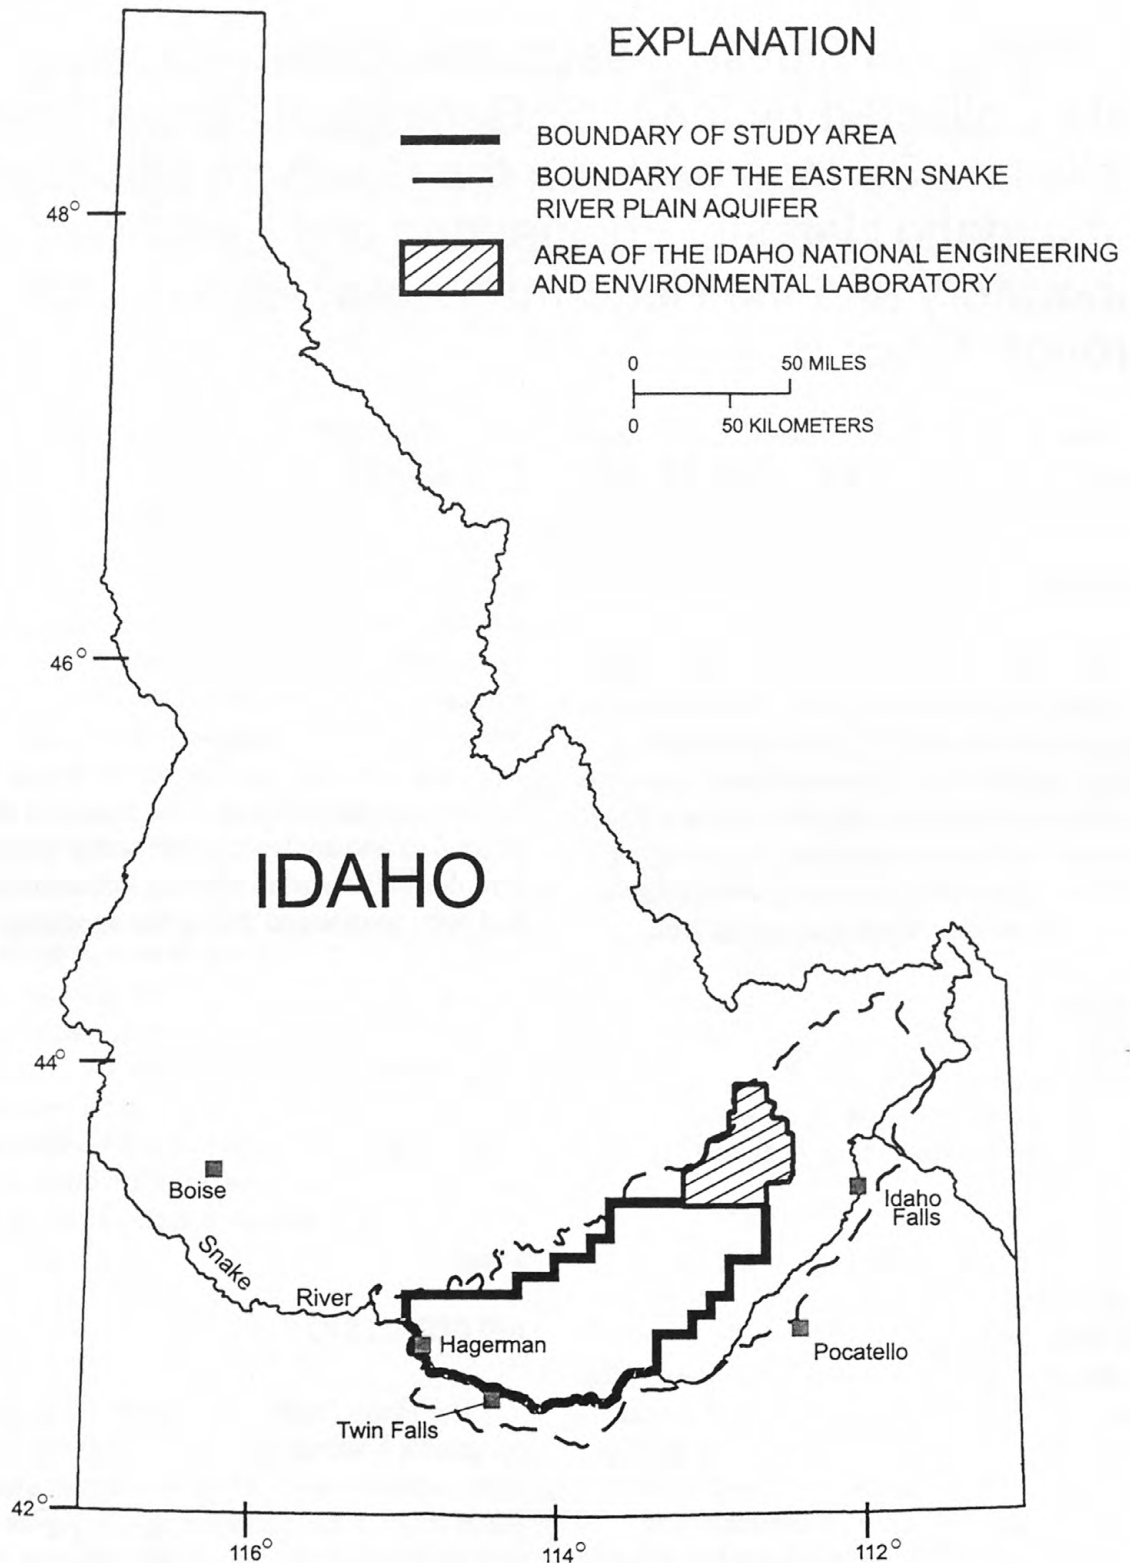 EXPLANATION
BOUNDARY OF STUDY AREA
BOUNDARY OF THE EASTERN SNAKE
RIVER PLAIN AQUIFER
AREA OF THE IDAHO NATIONAL ENGINEERING
AND ENVIRONMENTAL LABORATORY
0 50 MILES
0 50 KILOMETERS
48°
46°
IDAHO
44°
Boise
Idaho
Falls
Snake
River
Hagerman
Pocatello
Twin Falls
42°
116° 114° 112°